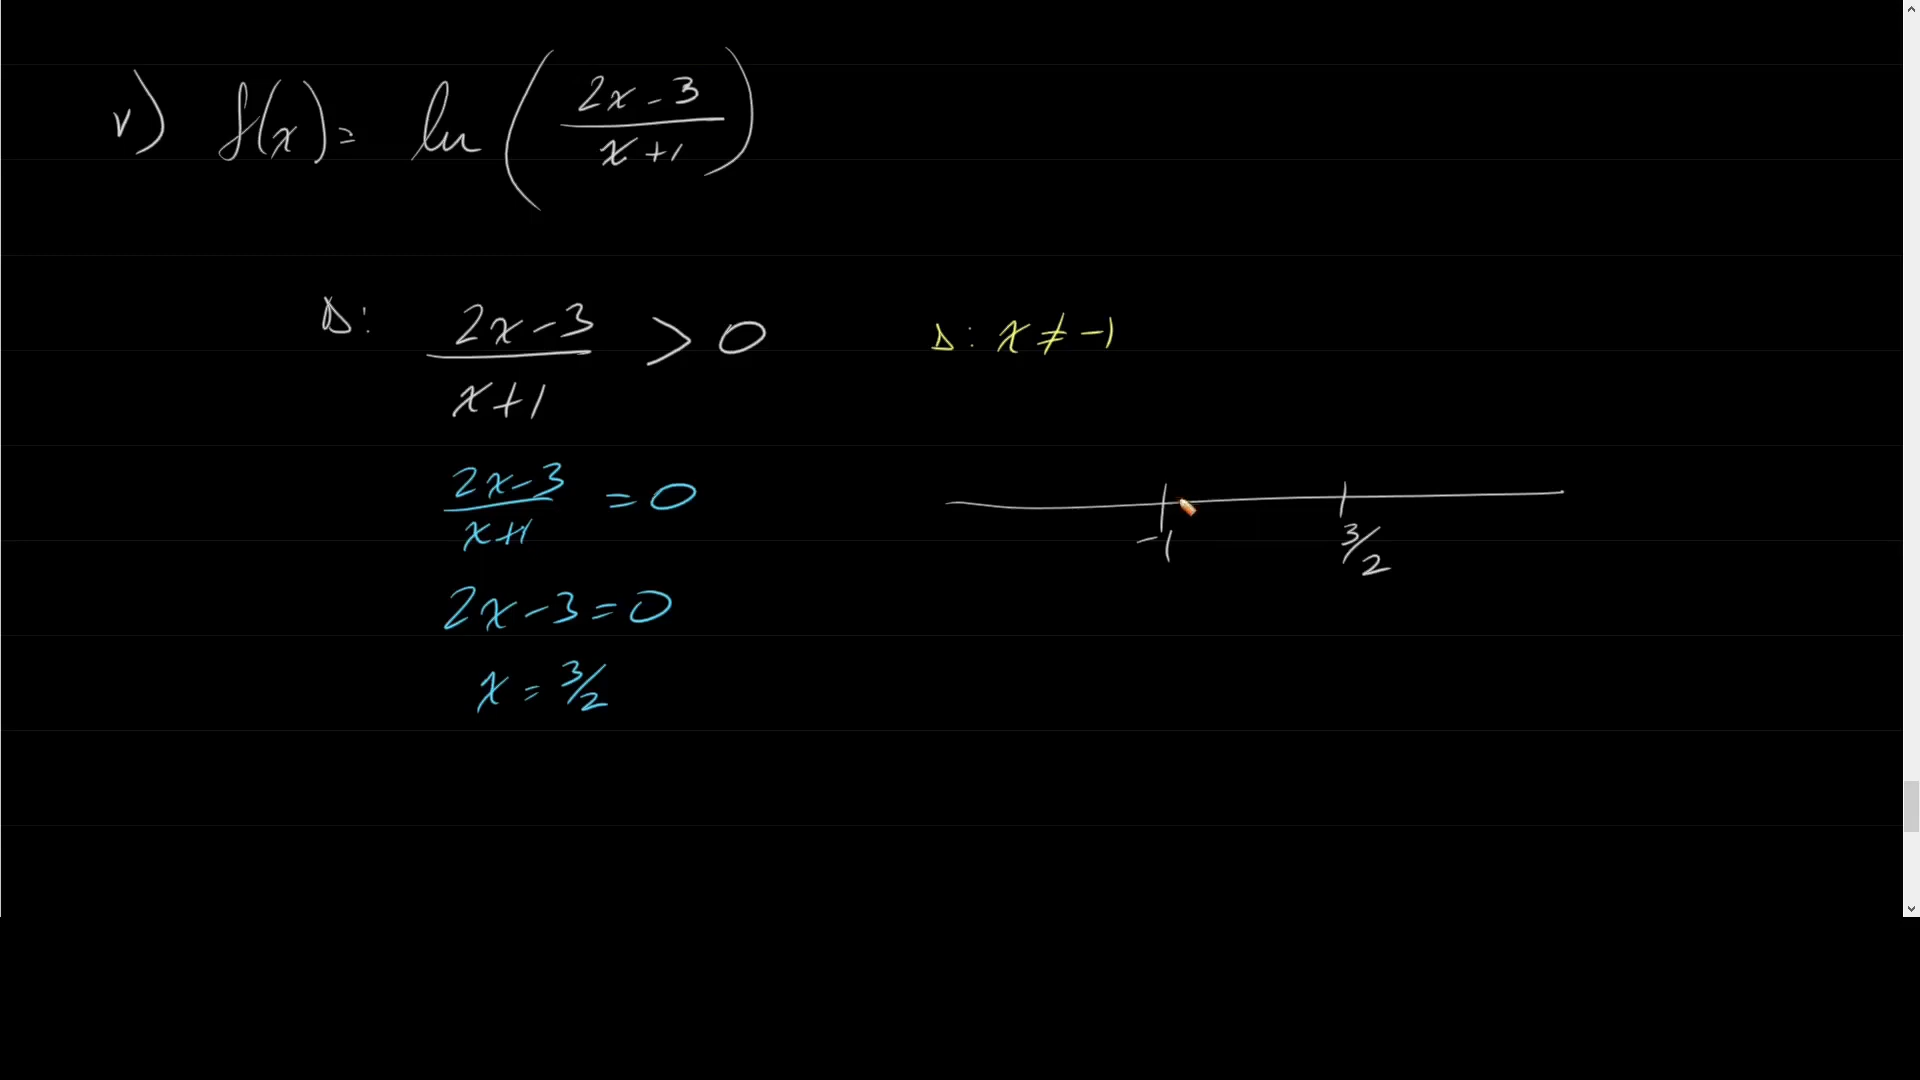 v) f(x) = ln ( (2x-3)/(x+1) )
D: (2x-3)/(x+1) > 0
D: x ≠ -1
(2x-3)/(x+1) = 0
-1 3/2
2x-3=0
x = 3/2